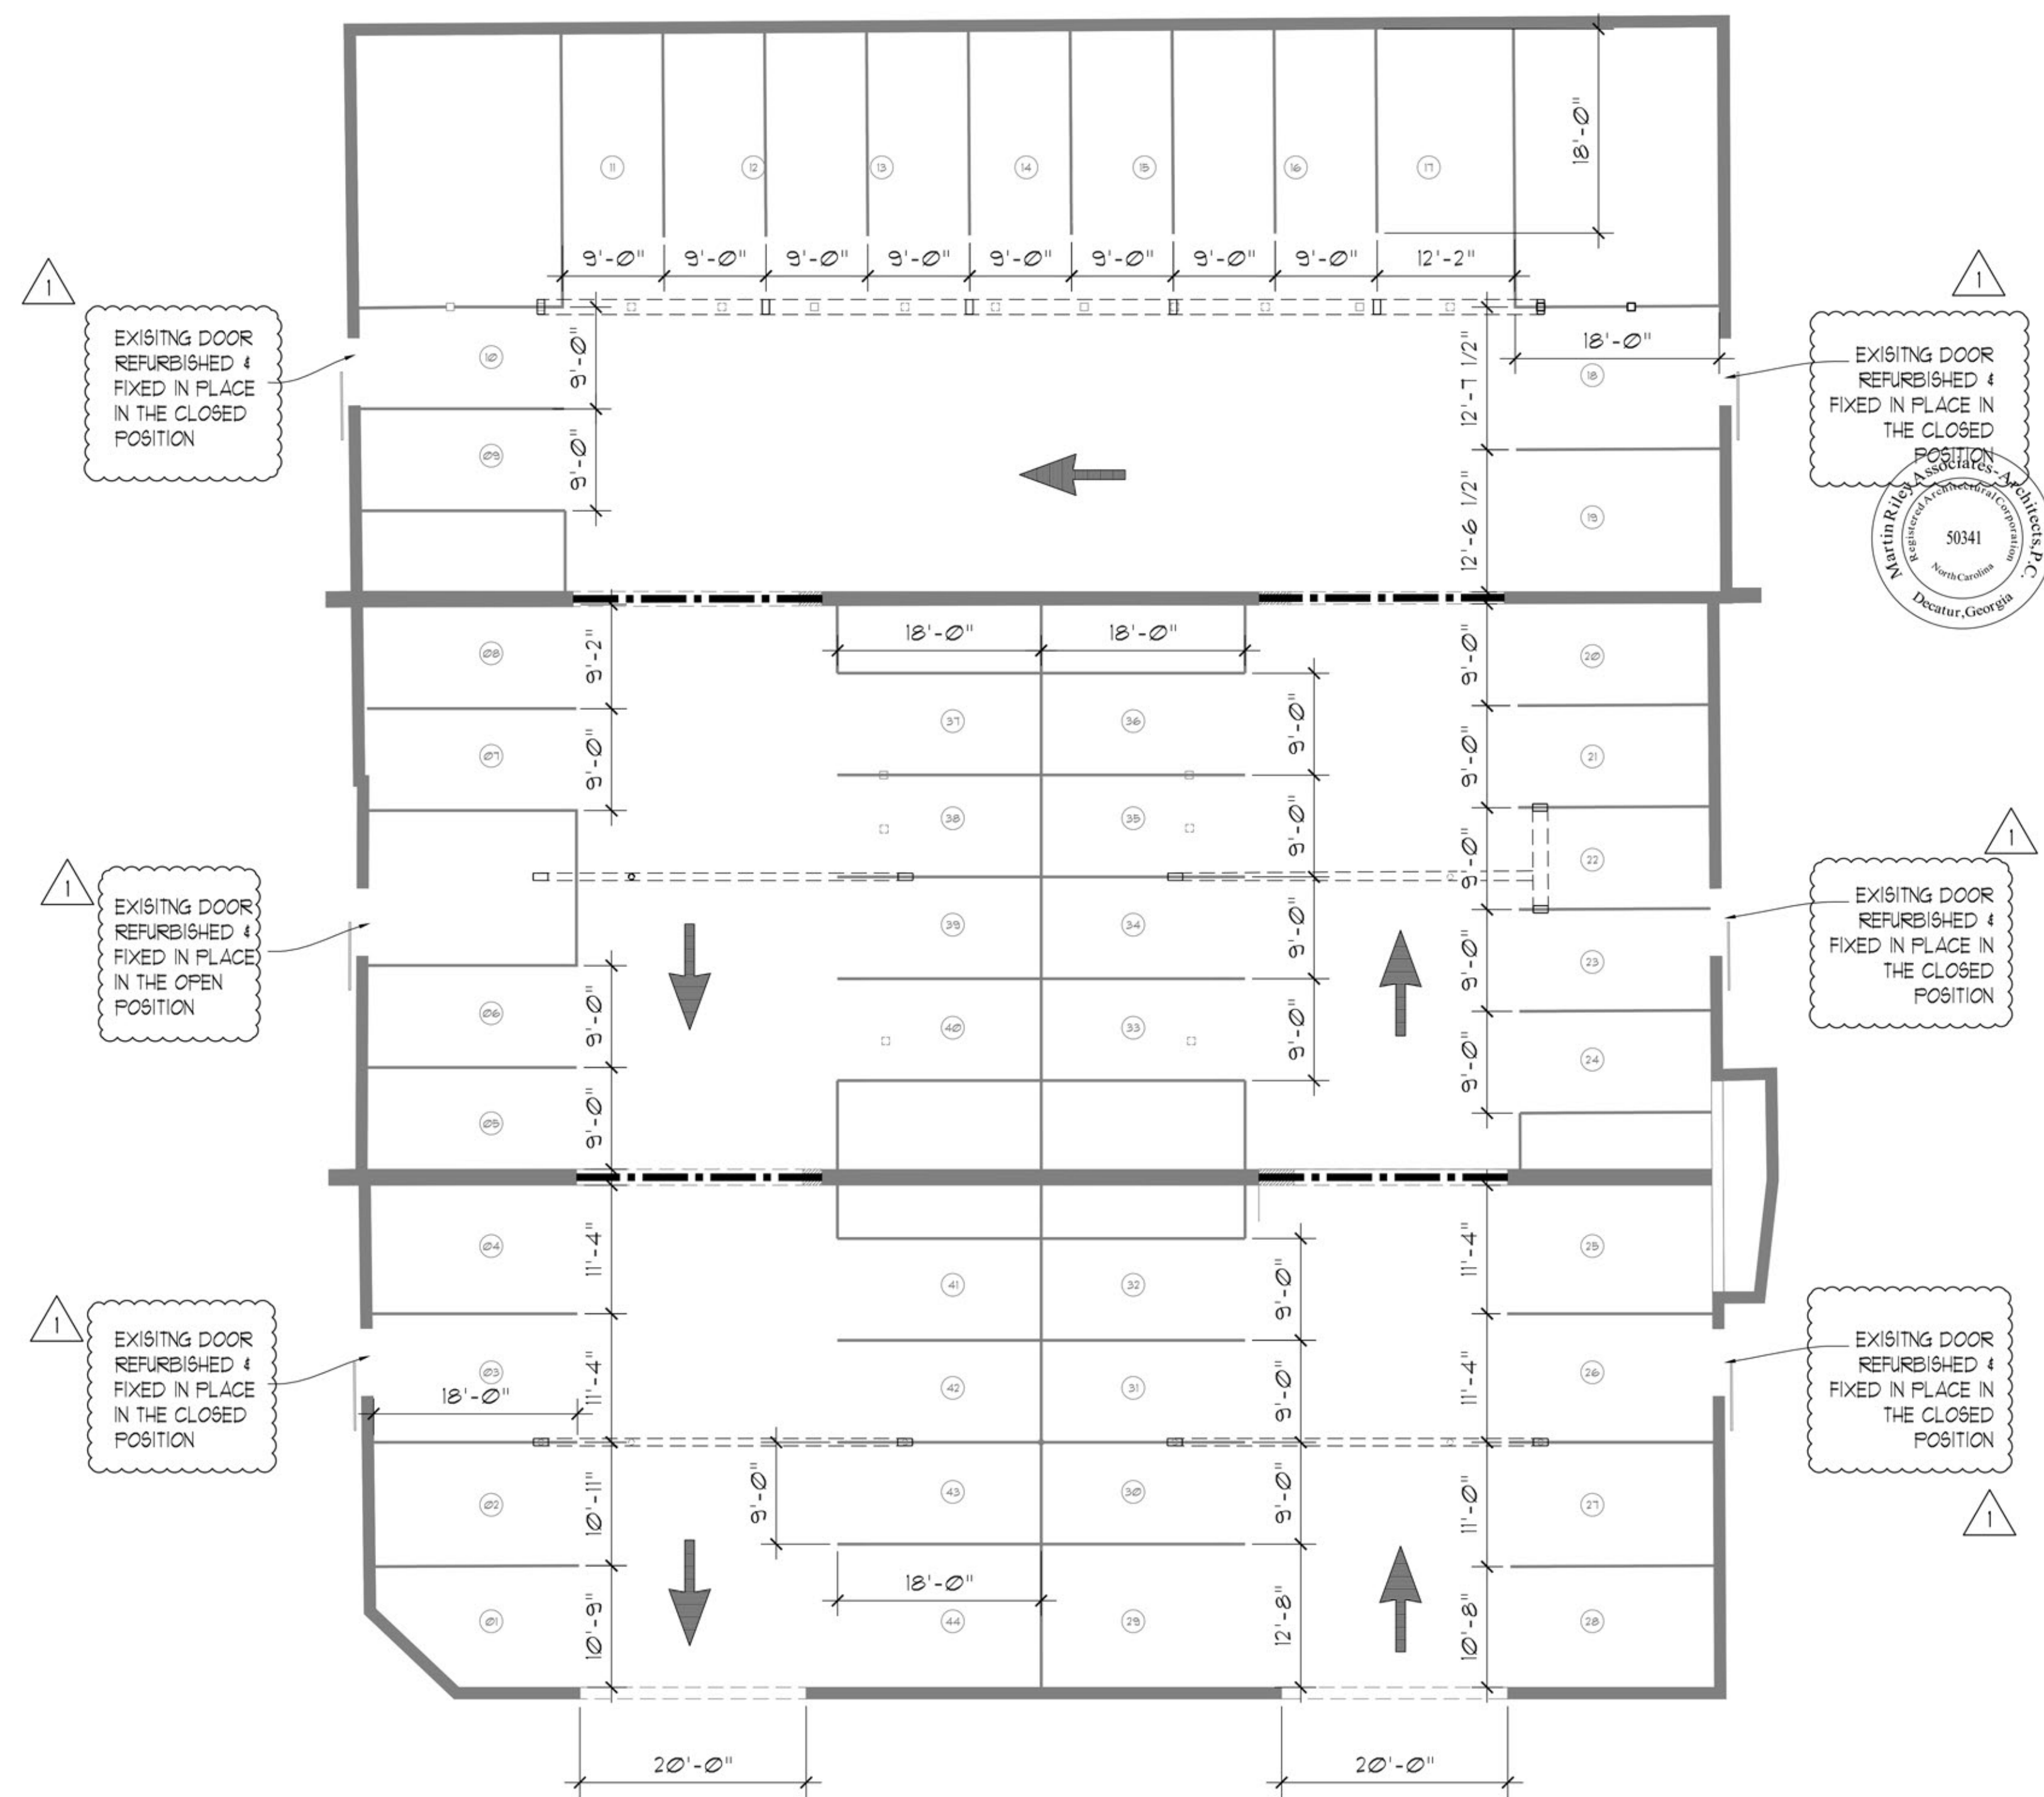 18'-0"
11
12
13
14
15
16
17
9'-0"
9'-0"
9'-0"
9'-0"
9'-0"
9'-0"
9'-0"
9'-0"
12'-2"
1
EXISITNG DOOR
REFURBISHED &
FIXED IN PLACE
IN THE CLOSED
POSITION
10
9'-0"
09
9'-0"
12'-7 1/2"
18'-0"
18
12'-6 1/2"
19
1
EXISITNG DOOR
REFURBISHED &
FIXED IN PLACE IN
THE CLOSED
POSITION
Martin Riley Associates-Architects, P.C.
Registered Architectural Corporation
50341
North Carolina
Decatur, Georgia
08
9'-2"
18'-0"
18'-0"
9'-0"
20
07
9'-0"
37
36
9'-0"
9'-0"
21
38
35
9'-0"
9'-0"
22
1
EXISITNG DOOR
REFURBISHED &
FIXED IN PLACE
IN THE OPEN
POSITION
39
34
9'-0"
9'-0"
23
1
EXISITNG DOOR
REFURBISHED &
FIXED IN PLACE IN
THE CLOSED
POSITION
06
9'-0"
40
33
9'-0"
9'-0"
24
05
9'-0"
04
11'-4"
41
32
9'-0"
11'-4"
25
1
EXISITNG DOOR
REFURBISHED &
FIXED IN PLACE
IN THE CLOSED
POSITION
03
18'-0"
11'-4"
42
31
9'-0"
11'-4"
26
EXISITNG DOOR
REFURBISHED &
FIXED IN PLACE IN
THE CLOSED
POSITION
1
02
10'-11"
9'-0"
43
30
9'-0"
11'-0"
27
01
10'-9"
18'-0"
44
29
12'-8"
10'-8"
28
20'-0"
20'-0"